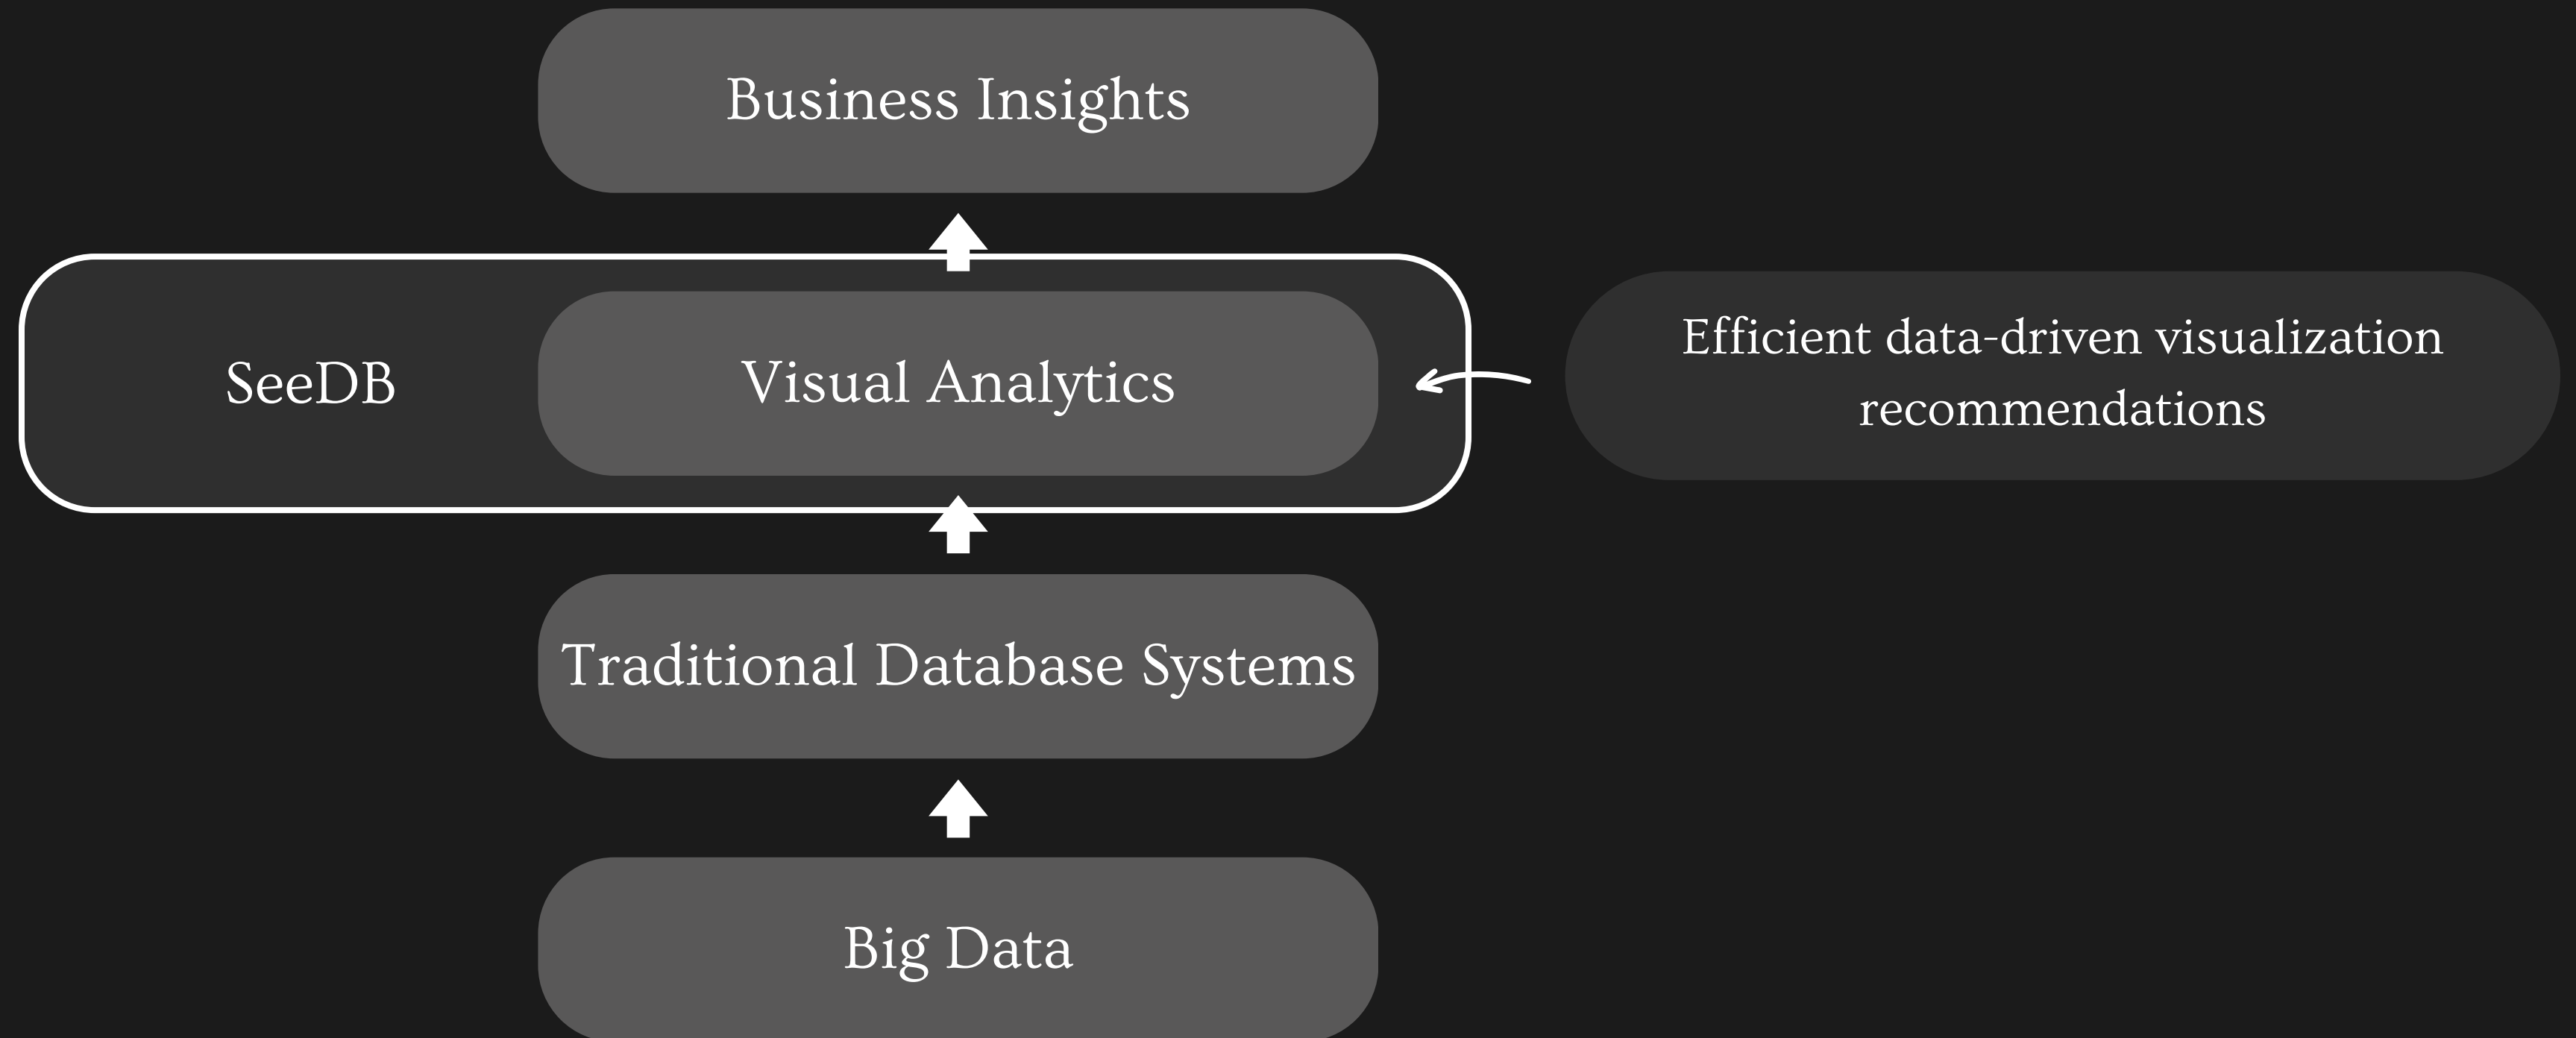 Business Insights
SeeDB
Visual Analytics
Efficient data-driven visualization
recommendations
Traditional Database Systems
Big Data